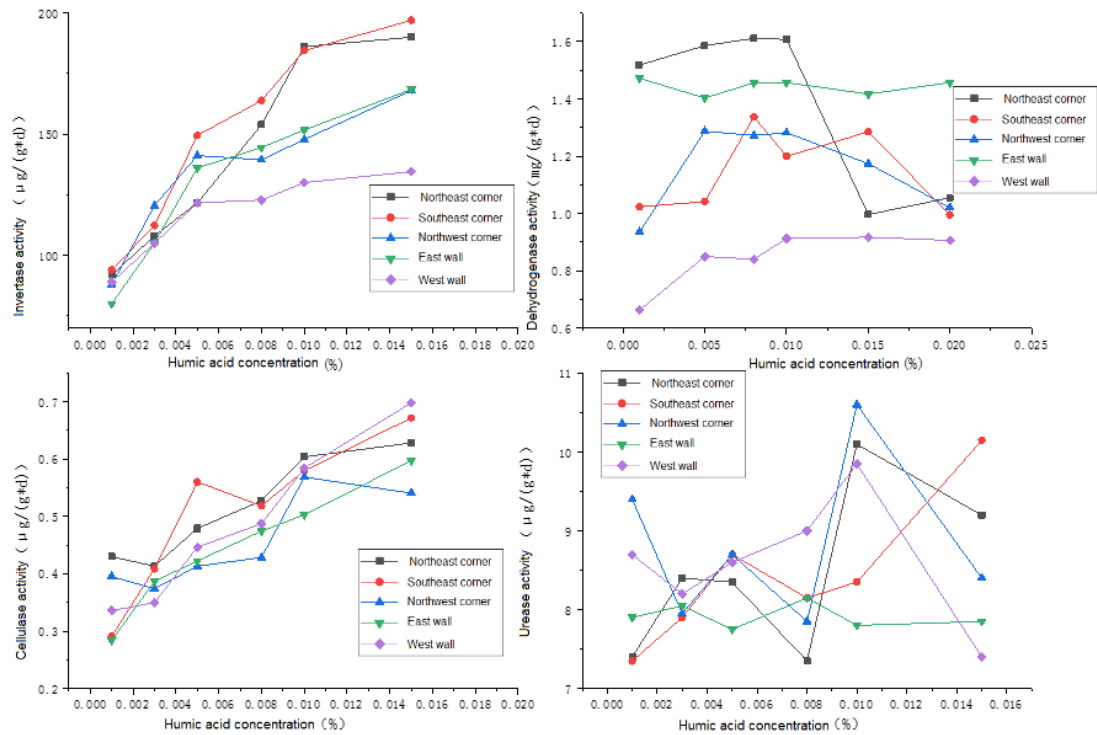 200
150
100
Invertase activity ( μg/(g*d))
0.000 0.002 0.004 0.006 0.008 0.010 0.012 0.014 0.016 0.018 0.020
Humic acid concentration (%)
Northeast corner
Southeast corner
Northwest corner
East wall
West wall
1.6
1.4
1.2
1.0
0.8
0.6
Dehydrogenase activity (mg/(g*d))
0.000 0.005 0.010 0.015 0.020 0.025
Humic acid concentration (%)
Northeast corner
Southeast corner
Northwest corner
East wall
West wall
0.7
0.6
0.5
0.4
0.3
0.2
Cellulase activity ( μg/(g*d))
0.000 0.002 0.004 0.006 0.008 0.010 0.012 0.014 0.016 0.018 0.020
Humic acid concentration (%)
Northeast corner
Southeast corner
Northwest corner
East wall
West wall
11
10
9
8
7
Urease activity ( μg/(g*d))
0.000 0.002 0.004 0.006 0.008 0.010 0.012 0.014 0.016
Humic acid concentration (%)
Northeast corner
Southeast corner
Northwest corner
East wall
West wall